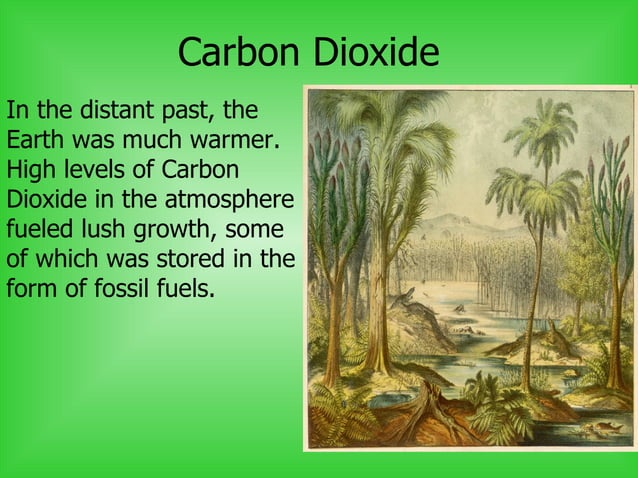 Carbon Dioxide
In the distant past, the
Earth was much warmer.
High levels of Carbon
Dioxide in the atmosphere
fueled lush growth, some
of which was stored in the
form of fossil fuels.